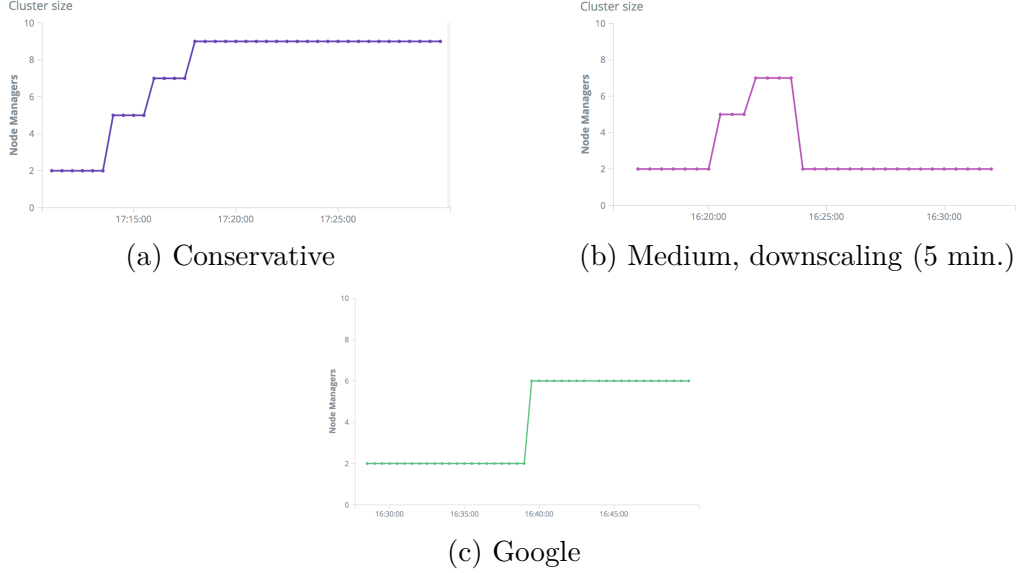 Cluster size
10
8
6
4
2
0
Node Managers
17:15:00 17:20:00 17:25:00
(a) Conservative
Cluster size
10
8
6
4
2
0
Node Managers
16:20:00 16:25:00 16:30:00
(b) Medium, downscaling (5 min.)
10
8
6
4
2
0
Node Managers
16:30:00 16:35:00 16:40:00 16:45:00
(c) Google